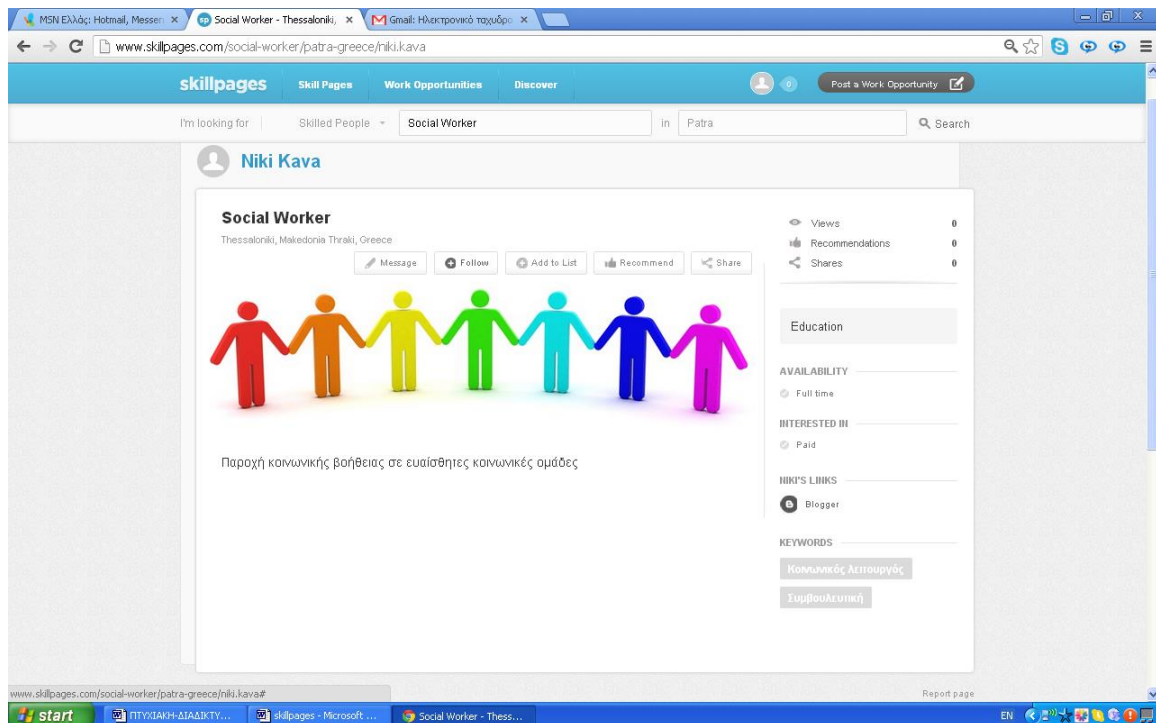 MSN Ελλάς: Hotmail, Messen
Social Worker - Thessaloniki,
Gmail: Ηλεκτρονικό ταχυδρο
www.skillpages.com/social-worker/patra-greece/niki.kava
skillpages
Skill Pages
Work Opportunities
Discover
0
Post a Work Opportunity
I'm looking for
Skilled People
Social Worker
in
Patra
Search
Niki Kava
Social Worker
Thessaloniki, Makedonia Thraki, Greece
Message
Follow
Add to List
Recommend
Share
Παροχή κοινωνικής βοήθειας σε ευαίσθητες κοινωνικές ομάδες
Views 0
Recommendations 0
Shares 0
Education
AVAILABILITY
Full time
INTERESTED IN
Paid
NIKI'S LINKS
Blogger
KEYWORDS
Κοινωνικός λειτουργός
Συμβουλευτική
Report page
www.skillpages.com/social-worker/patra-greece/niki.kava#
start
ΠΤΥΧΙΑΚΗ-ΔΙΑΔΙΚΤΥ...
skillpages - Microsoft ...
Social Worker - Thess...
EN